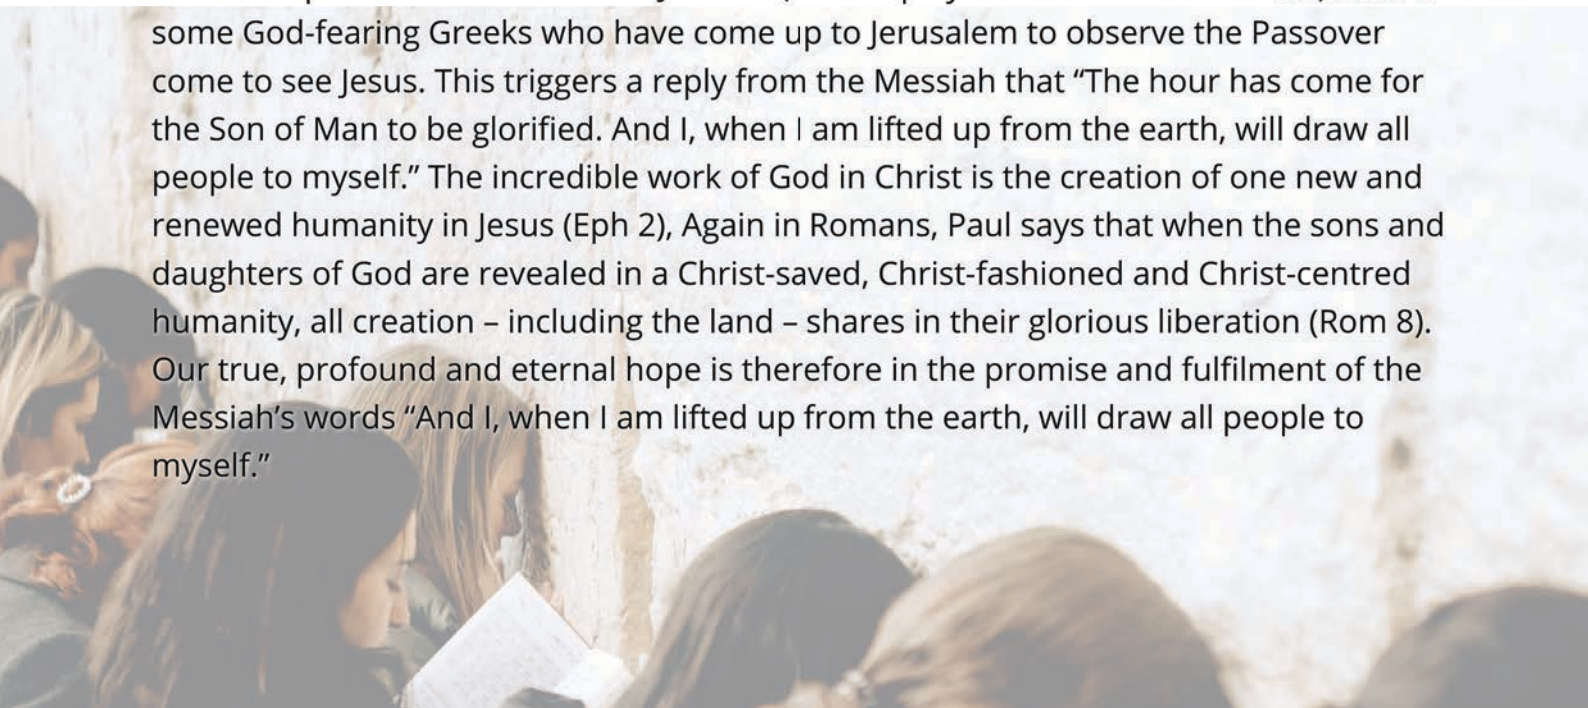 some God-fearing Greeks who have come up to Jerusalem to observe the Passover
come to see Jesus. This triggers a reply from the Messiah that “The hour has come for
the Son of Man to be glorified. And I, when I am lifted up from the earth, will draw all
people to myself.” The incredible work of God in Christ is the creation of one new and
renewed humanity in Jesus (Eph 2), Again in Romans, Paul says that when the sons and
daughters of God are revealed in a Christ-saved, Christ-fashioned and Christ-centred
humanity, all creation – including the land – shares in their glorious liberation (Rom 8).
Our true, profound and eternal hope is therefore in the promise and fulfilment of the
Messiah’s words “And I, when I am lifted up from the earth, will draw all people to
myself.”